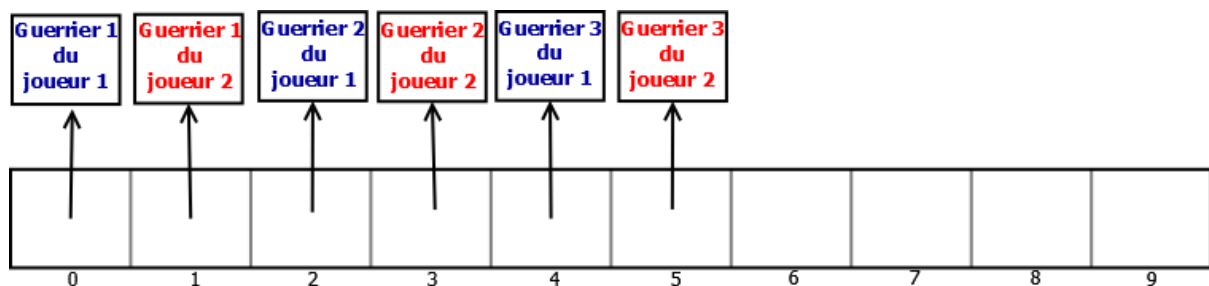 Guerrier 1
du
joueur 1
Guerrier 1
du
joueur 2
Guerrier 2
du
joueur 1
Guerrier 2
du
joueur 2
Guerrier 3
du
joueur 1
Guerrier 3
du
joueur 2
0 1 2 3 4 5 6 7 8 9